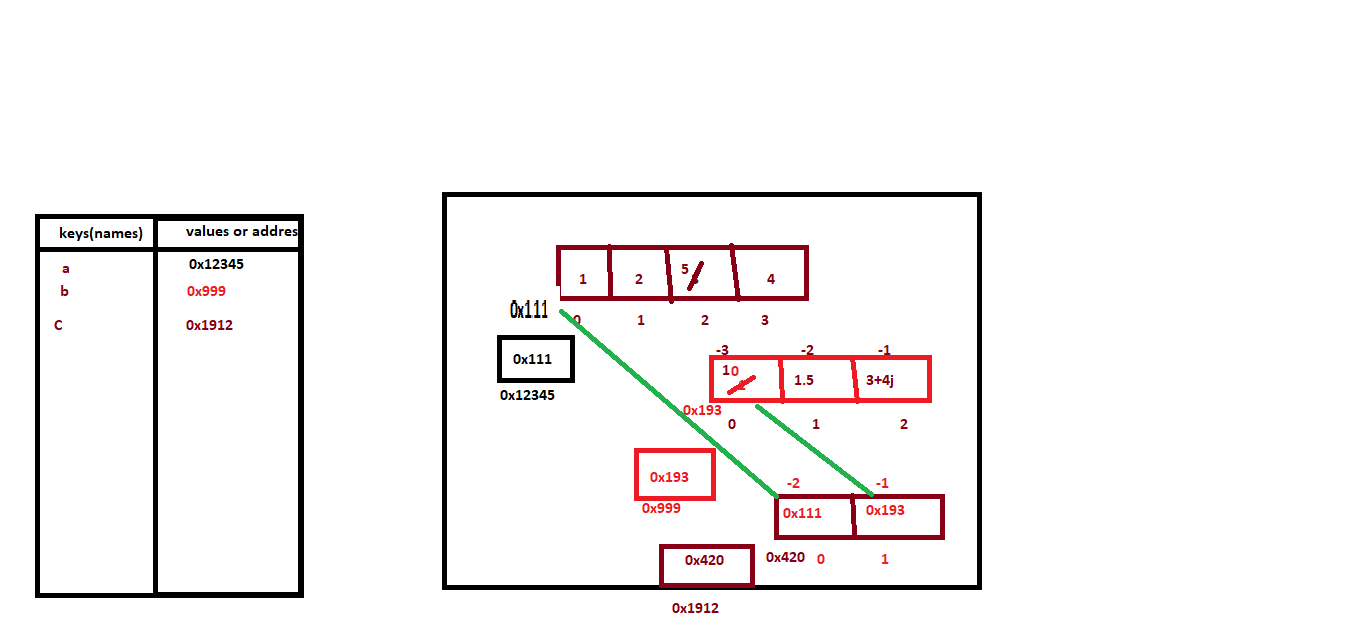 keys(names) values or addres
a 0x12345
b 0x999
C 0x1912
1 2 5 4
0x111
0 1 2 3
0x111
0x12345
-3 -2 -1
10 1.5 3+4j
0x193
0 1 2
0x193
0x999
-2 -1
0x111 0x193
0x420
0x420 0 1
0x1912